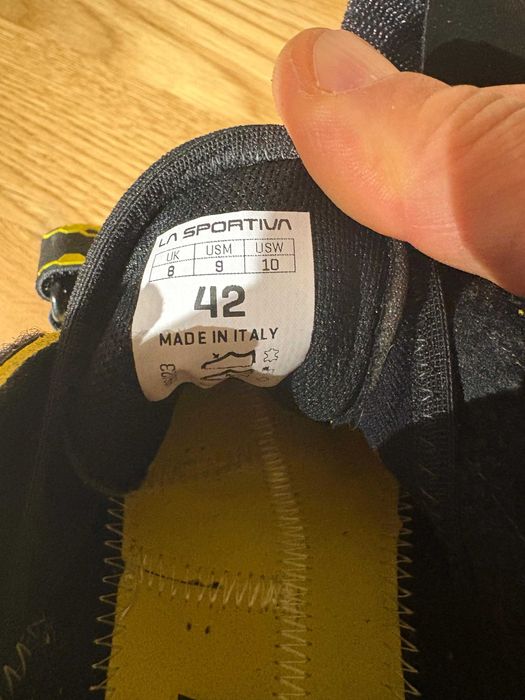 LA SPORTIVA
UK USM USW
8 9 10
42
MADE IN ITALY